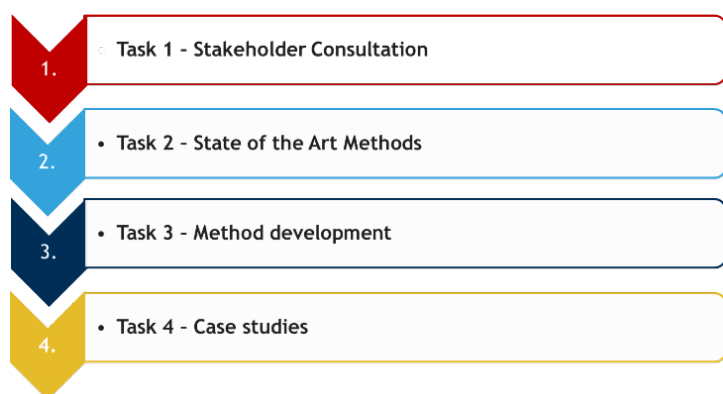 1.
Task 1 – Stakeholder Consultation
2.
• Task 2 – State of the Art Methods
3.
• Task 3 – Method development
4.
• Task 4 – Case studies